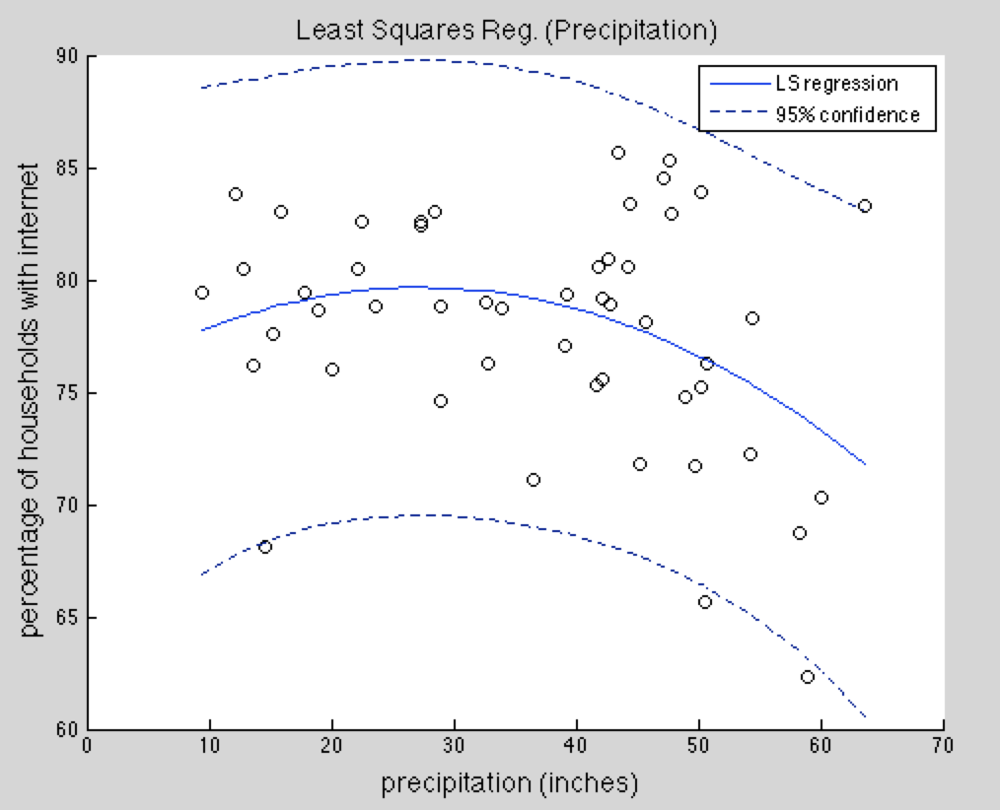 Least Squares Reg. (Precipitation)
LS regression
95% confidence
percentage of households with internet
90
85
80
75
70
65
60
0 10 20 30 40 50 60 70
precipitation (inches)